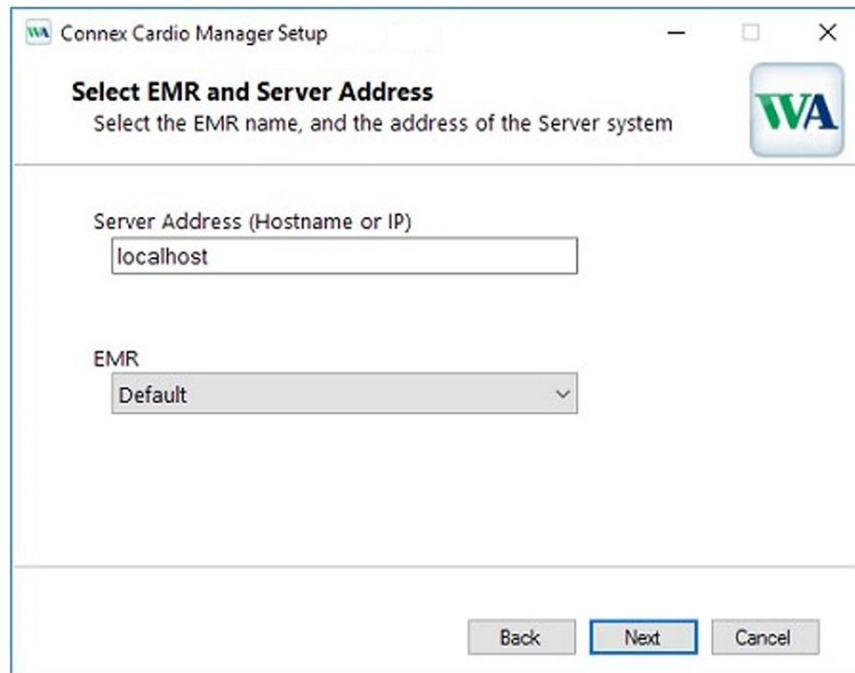 WA Connex Cardio Manager Setup
Select EMR and Server Address
Select the EMR name, and the address of the Server system
WA
Server Address (Hostname or IP)
localhost
EMR
Default
Back Next Cancel